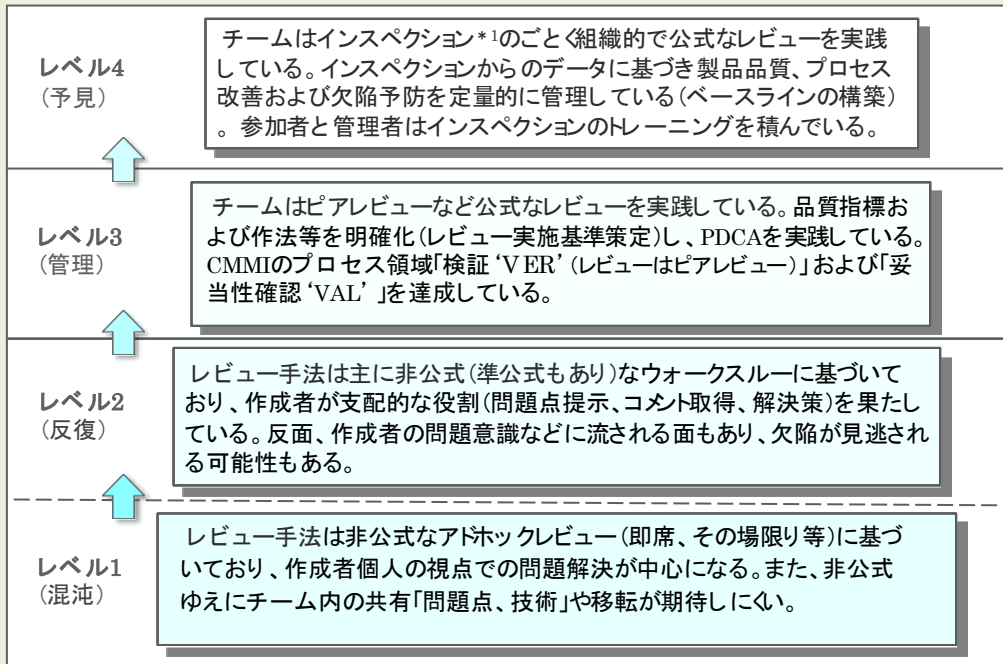 レベル4
(予見)
チームはインスペクション*1のごとく組織的で公式なレビューを実践
している。インスペクションからのデータに基づき製品品質、プロセス
改善および欠陥予防を定量的に管理している(ベースラインの構築)
。参加者と管理者はインスペクションのトレーニングを積んでいる。
レベル3
(管理)
チームはピアレビューなど公式なレビューを実践している。品質指標お
よび作法等を明確化(レビュー実施基準策定)し、PDCAを実践している。
CMMIのプロセス領域「検証‘VER’(レビューはピアレビュー)」および「妥
当性確認‘VAL’」を達成している。
レベル2
(反復)
レビュー手法は主に非公式(準公式もあり)なウォークスルーに基づいて
おり、作成者が支配的な役割(問題点提示、コメント取得、解決策)を果たし
ている。反面、作成者の問題意識などに流される面もあり、欠陥が見逃され
る可能性もある。
レベル1
(混沌)
レビュー手法は非公式なアドホックレビュー(即席、その場限り等)に基づ
いており、作成者個人の視点での問題解決が中心になる。また、非公式
ゆえにチーム内の共有「問題点、技術」や移転が期待しにくい。